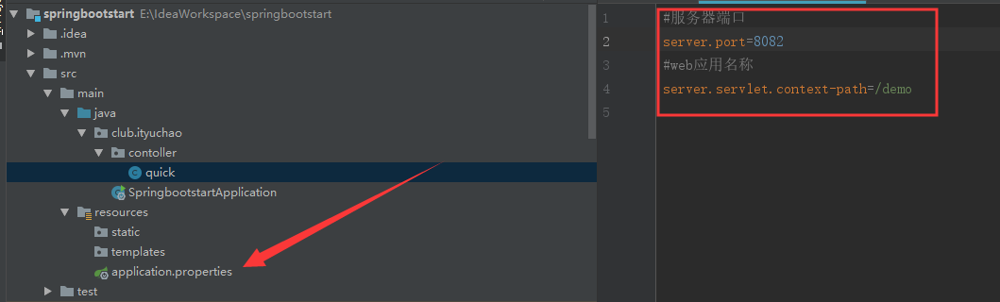 springbootstart E:\IdeaWorkspace\springbootstart
.idea
.mvn
src
main
java
club.ityuchao
contoller
quick
SpringbootstartApplication
resources
static
templates
application.properties
test
1 #服务器端口
2 server.port=8082
3 #web应用名称
4 server.servlet.context-path=/demo
5